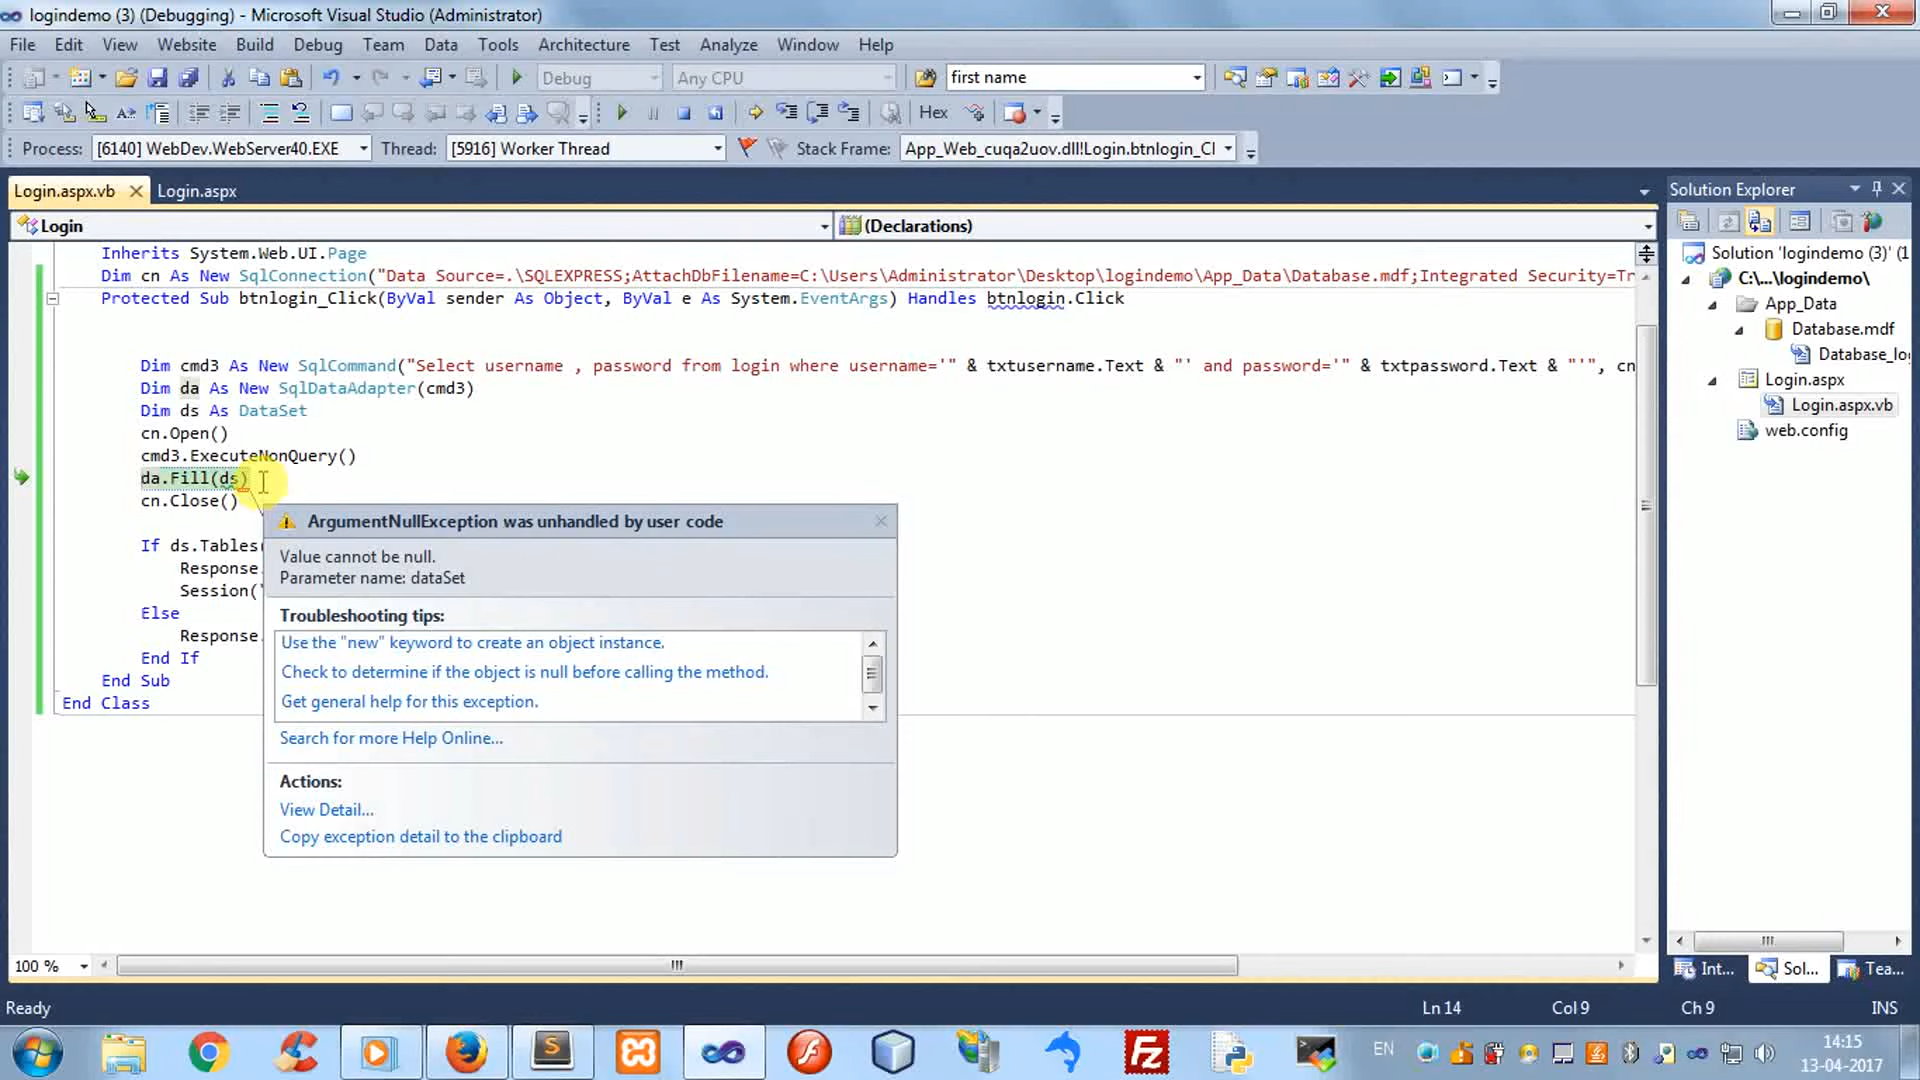 logindemo (3) (Debugging) - Microsoft Visual Studio (Administrator)
File Edit View Website Build Debug Team Data Tools Architecture Test Analyze Window Help
Debug Any CPU first name
Hex
Process: [6140] WebDev.WebServer40.EXE Thread: [5916] Worker Thread Stack Frame: App_Web_cuqa2uov.dll!Login.btnlogin_Cl
Login.aspx.vb Login.aspx
Login (Declarations)
Inherits System.Web.UI.Page
Dim cn As New SqlConnection("Data Source=.\SQLEXPRESS;AttachDbFilename=C:\Users\Administrator\Desktop\logindemo\App_Data\Database.mdf;Integrated Security=Tr
Protected Sub btnlogin_Click(ByVal sender As Object, ByVal e As System.EventArgs) Handles btnlogin.Click
Dim cmd3 As New SqlCommand("Select username , password from login where username='" & txtusername.Text & "' and password='" & txtpassword.Text & "'", cn
Dim da As New SqlDataAdapter(cmd3)
Dim ds As DataSet
cn.Open()
cmd3.ExecuteNonQuery()
da.Fill(ds)
cn.Close()
If ds.Tables(
Response.
Session("
Else
Response.
End If
End Sub
End Class
ArgumentNullException was unhandled by user code
Value cannot be null.
Parameter name: dataSet
Troubleshooting tips:
Use the "new" keyword to create an object instance.
Check to determine if the object is null before calling the method.
Get general help for this exception.
Search for more Help Online...
Actions:
View Detail...
Copy exception detail to the clipboard
Solution Explorer
Solution 'logindemo (3)' (1
C:\...\logindemo\
App_Data
Database.mdf
Database_lo
Login.aspx
Login.aspx.vb
web.config
100 %
Int... Sol... Tea...
Ready Ln 14 Col 9 Ch 9 INS
EN
14:15
13-04-2017